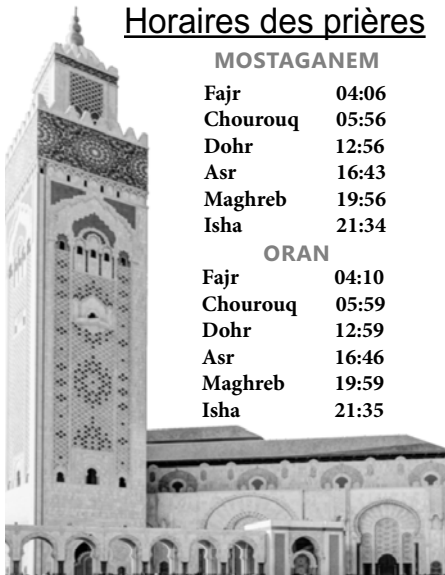 Horaires des prières
MOSTAGANEM
Fajr 04:06
Chourouq 05:56
Dohr 12:56
Asr 16:43
Maghreb 19:56
Isha 21:34
ORAN
Fajr 04:10
Chourouq 05:59
Dohr 12:59
Asr 16:46
Maghreb 19:59
Isha 21:35